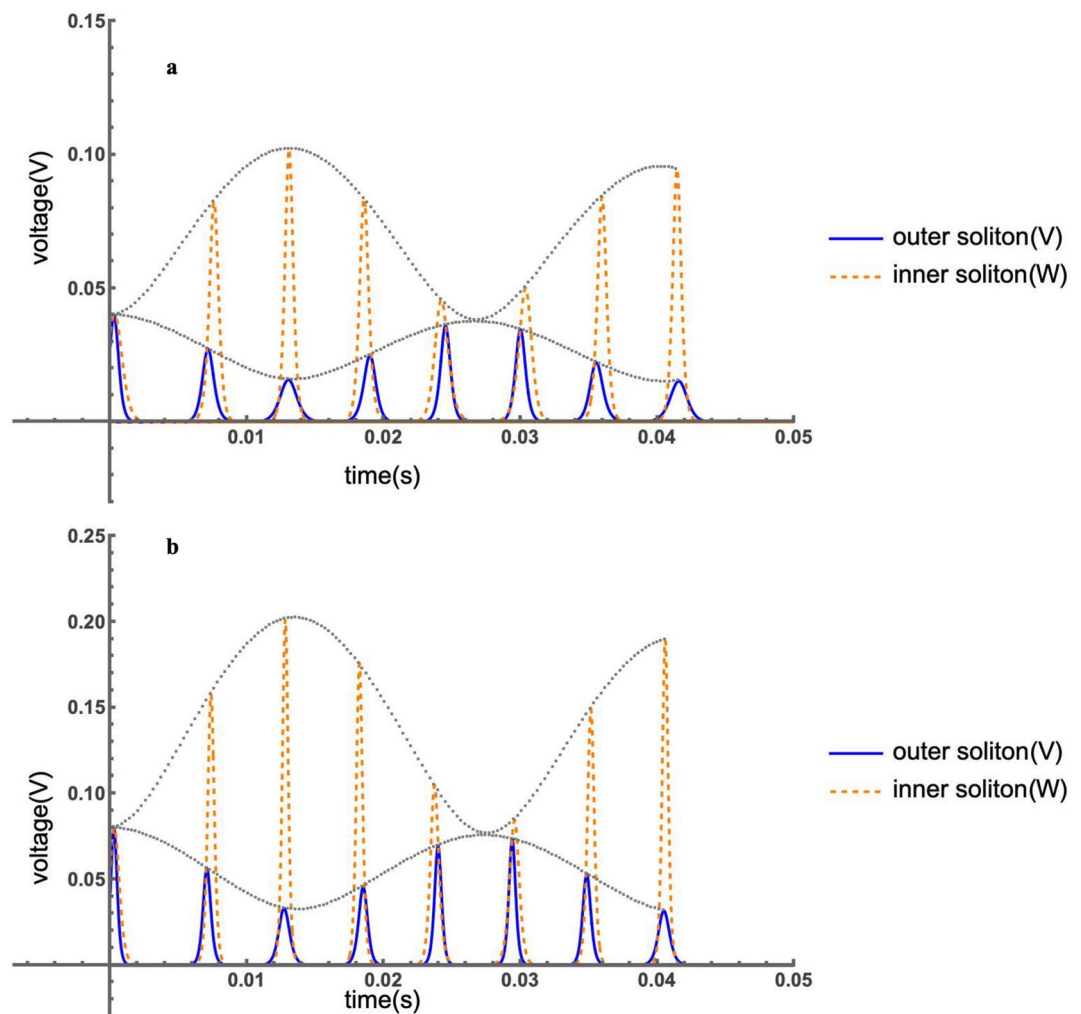 0.15
a
0.10
voltage(V)
outer soliton(V)
inner soliton(W)
0.05
0.01 0.02 0.03 0.04 0.05
time(s)
0.25
b
0.20
0.15
voltage(V)
outer soliton(V)
inner soliton(W)
0.10
0.05
0.01 0.02 0.03 0.04 0.05
time(s)